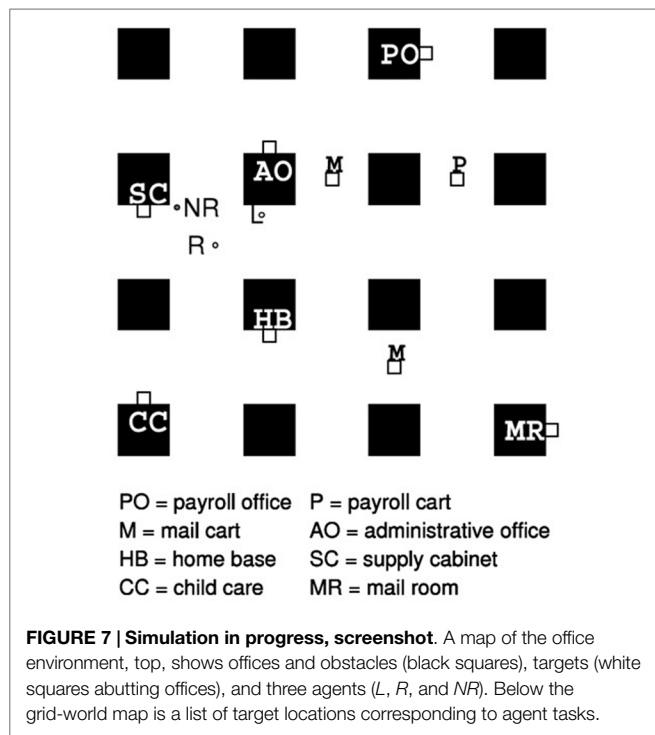 PO
AO
M
P
SC
NR
L
R
HB
M
CC
MR
PO = payroll office P = payroll cart
M = mail cart AO = administrative office
HB = home base SC = supply cabinet
CC = child care MR = mail room
FIGURE 7 | Simulation in progress, screenshot. A map of the office
environment, top, shows offices and obstacles (black squares), targets (white
squares abutting offices), and three agents (L, R, and NR). Below the
grid-world map is a list of target locations corresponding to agent tasks.